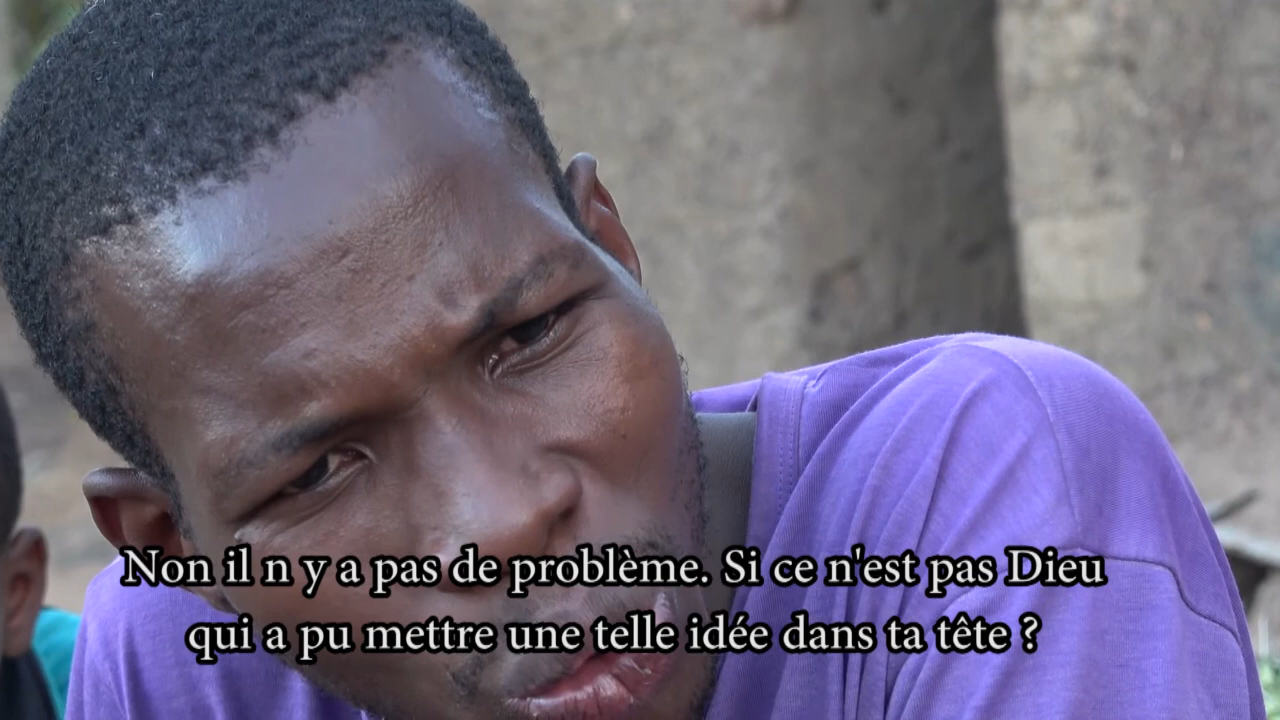 Non il n y a pas de problème. Si ce n'est pas Dieu
qui a pu mettre une telle idée dans ta tête ?